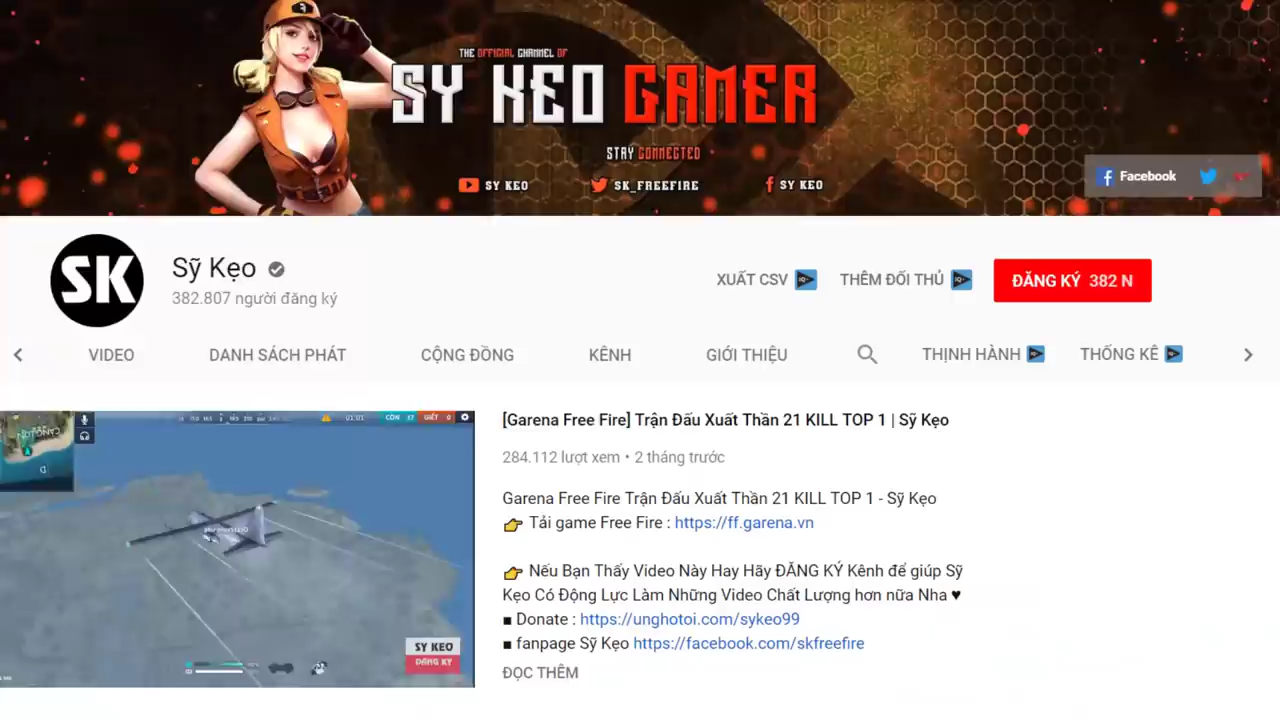 THE OFFICIAL CHANNEL OF
SY KEO GAMER
STAY CONNECTED
SY KEO
SK_FREEFIRE
SY KEO
Facebook
SK
Sỹ Kẹo
382.807 người đăng ký
XUẤT CSV
THÊM ĐỐI THỦ
ĐĂNG KÝ 382 N
VIDEO
DANH SÁCH PHÁT
CỘNG ĐỒNG
KÊNH
GIỚI THIỆU
THỊNH HÀNH
THỐNG KÊ
[Garena Free Fire] Trận Đấu Xuất Thần 21 KILL TOP 1 | Sỹ Kẹo
284.112 lượt xem • 2 tháng trước
Garena Free Fire Trận Đấu Xuất Thần 21 KILL TOP 1 - Sỹ Kẹo
👉 Tải game Free Fire : https://ff.garena.vn
👉 Nếu Bạn Thấy Video Này Hay Hãy ĐĂNG KÝ Kênh để giúp Sỹ
Kẹo Có Động Lực Làm Những Video Chất Lượng hơn nữa Nha ♥
■ Donate : https://unghotoi.com/sykeo99
■ fanpage Sỹ Kẹo https://facebook.com/skfreefire
ĐỌC THÊM
CÒN 37
GIẾT 0
SY KEO
ĐĂNG KÝ